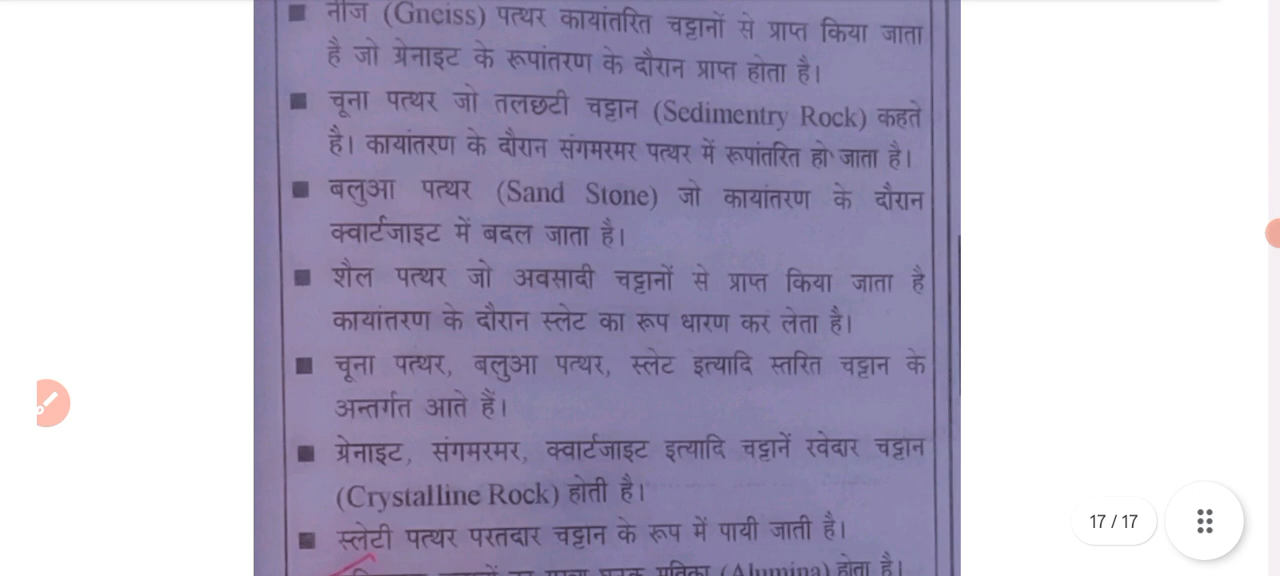 ■ नीज (Gneiss) पत्थर कायांतरित चट्टानों से प्राप्त किया जाता
है जो ग्रेनाइट के रूपांतरण के दौरान प्राप्त होता है।
■ चूना पत्थर जो तलछटी चट्टान (Sedimentry Rock) कहते
है। कायांतरण के दौरान संगमरमर पत्थर में रूपांतरित हो जाता है।
■ बलुआ पत्थर (Sand Stone) जो कायांतरण के दौरान
क्वार्टजाइट में बदल जाता है।
■ शैल पत्थर जो अवसादी चट्टानों से प्राप्त किया जाता है
कायांतरण के दौरान स्लेट का रूप धारण कर लेता है।
■ चूना पत्थर, बलुआ पत्थर, स्लेट इत्यादि स्तरित चट्टान के
अन्तर्गत आते हैं।
■ ग्रेनाइट, संगमरमर, क्वार्टजाइट इत्यादि चट्टानें रवेदार चट्टान
(Crystalline Rock) होती है।
■ स्लेटी पत्थर परतदार चट्टान के रूप में पायी जाती है।
(Alumina) होता है।
17 / 17